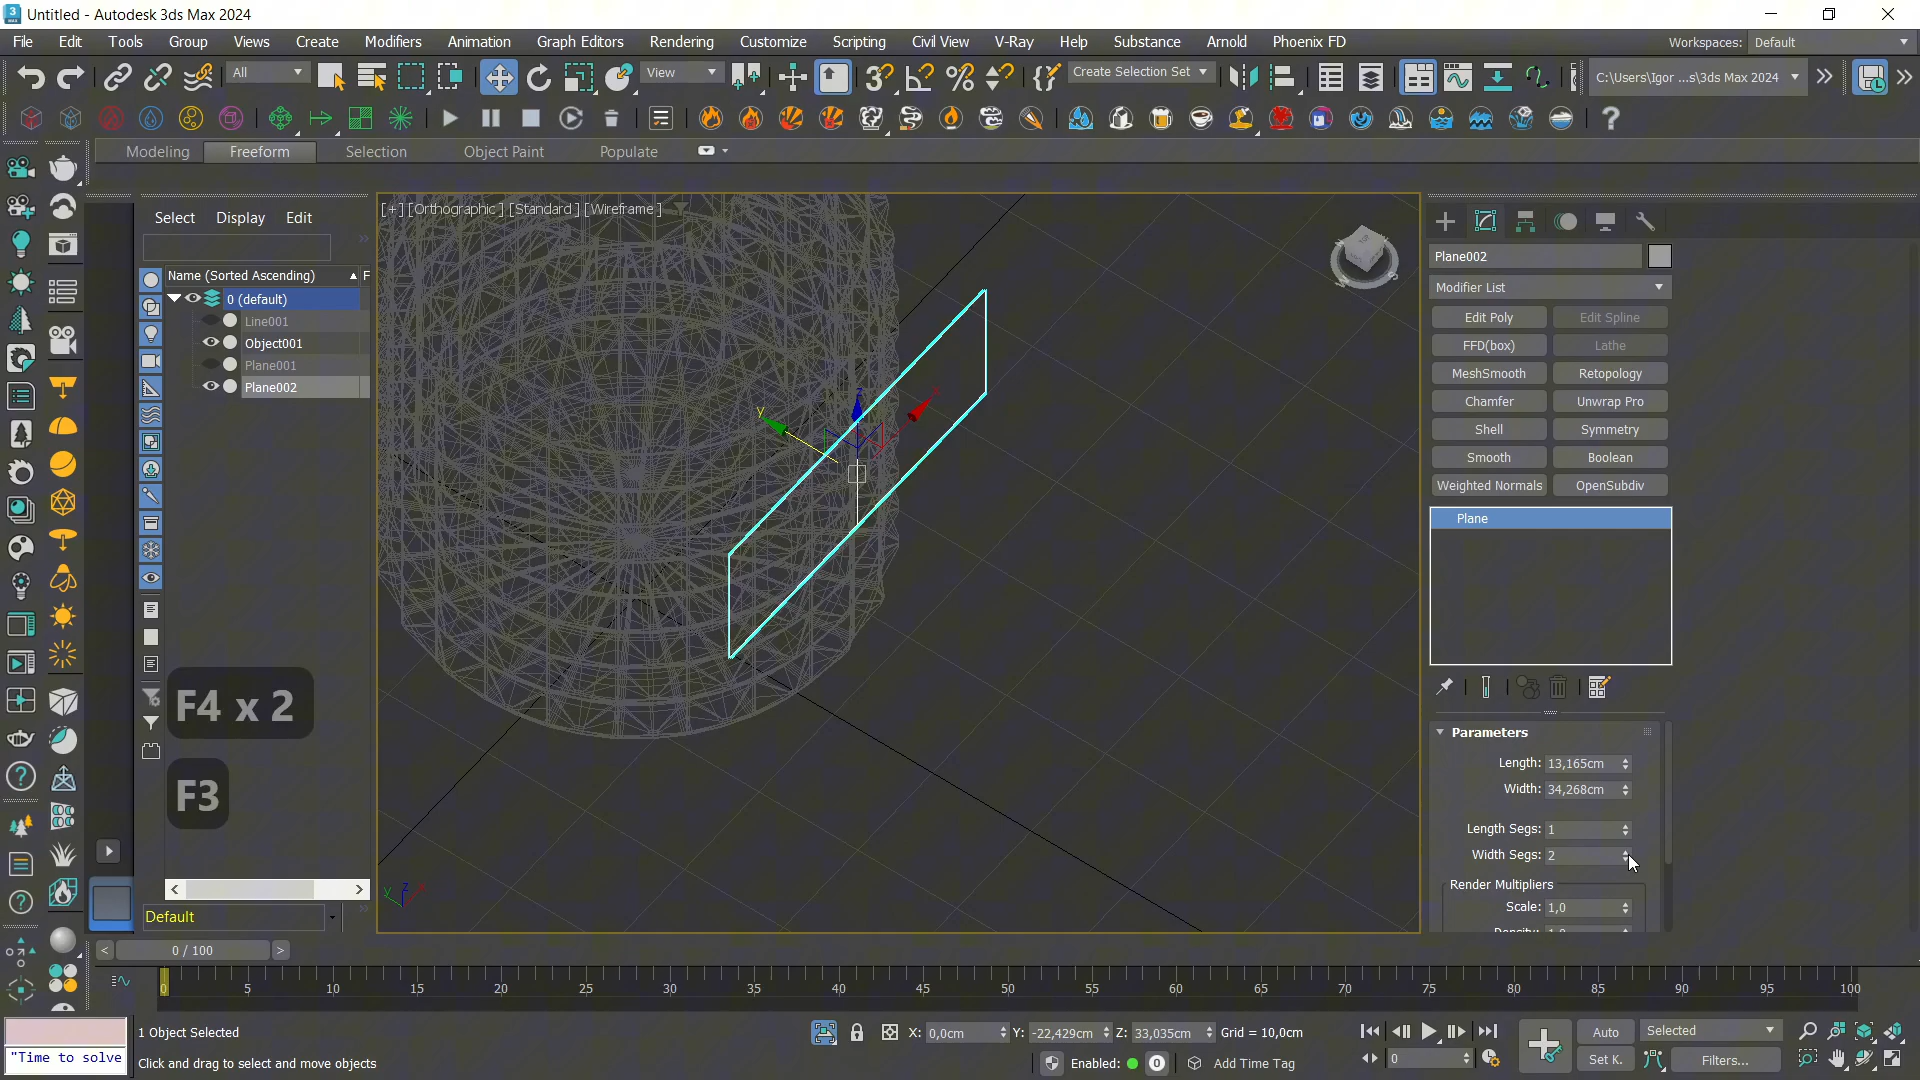 Untitled - Autodesk 3ds Max 2024
File Edit Tools Group Views Create Modifiers Animation Graph Editors Rendering Customize Scripting Civil View V-Ray Help Substance Arnold Phoenix FD Workspaces: Default
All View Create Selection Set C:\Users\Igor ...s\3ds Max 2024
Modeling Freeform Selection Object Paint Populate
Select Display Edit
[+] [Orthographic] [Standard] [Wireframe]
Name (Sorted Ascending) F
0 (default)
Line001
Object001
Plane001
Plane002
F4 x 2
F3
Default
Plane002
Modifier List
Edit Poly Edit Spline
FFD(box) Lathe
MeshSmooth Retopology
Chamfer Unwrap Pro
Shell Symmetry
Smooth Boolean
Weighted Normals OpenSubdiv
Plane
Parameters
Length: 13,165cm
Width: 34,268cm
Length Segs: 1
Width Segs: 2
Render Multipliers
Scale: 1,0
0 / 100
0 5 10 15 20 25 30 35 40 45 50 55 60 65 70 75 80 85 90 95 100
1 Object Selected X: 0,0cm Y: -22,429cm Z: 33,035cm Grid = 10,0cm Auto Selected
"Time to solve Click and drag to select and move objects Enabled: 0 Add Time Tag 0 Set K. Filters...